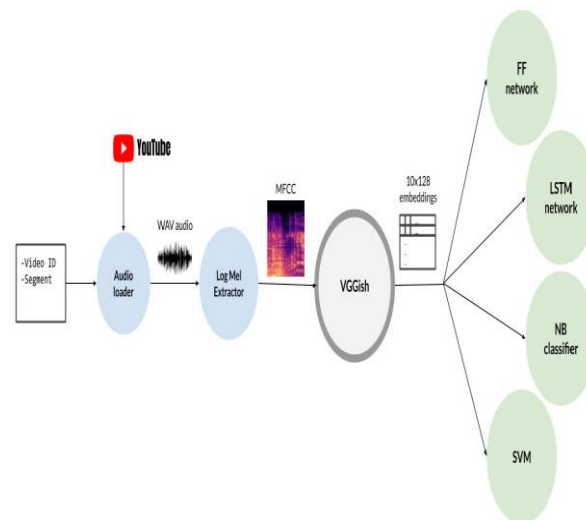 YouTube
-Video ID
-Segment
Audio
loader
WAV audio
Log Mel
Extractor
MFCC
VGGish
10x128
embeddings
FF
network
LSTM
network
NB
classifier
SVM